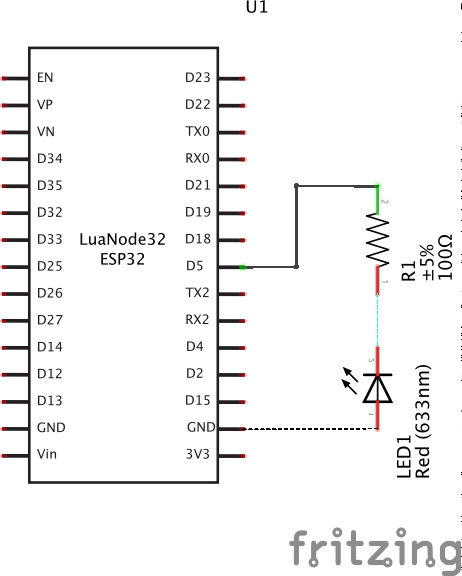 U1
EN
VP
VN
D34
D35
D32
D33
D25
D26
D27
D14
D12
D13
GND
Vin
LuaNode32
ESP32
D23
D22
TX0
RX0
D21
D19
D18
D5
TX2
RX2
D4
D2
D15
GND
3V3
2
1
R1
±5%
100Ω
LED1
Red (633nm)
fritzing